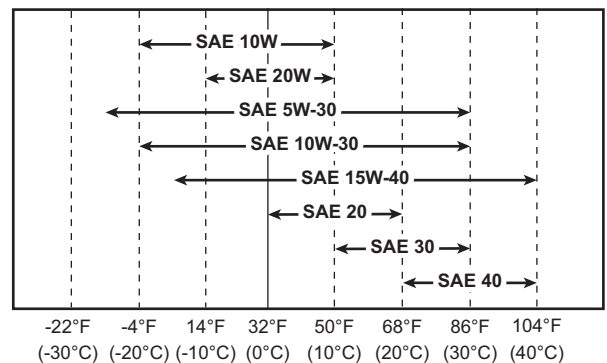 SAE 10W
SAE 20W
SAE 5W-30
SAE 10W-30
SAE 15W-40
SAE 20
SAE 30
SAE 40
-22°F -4°F 14°F 32°F 50°F 68°F 86°F 104°F
(-30°C) (-20°C) (-10°C) (0°C) (10°C) (20°C) (30°C) (40°C)